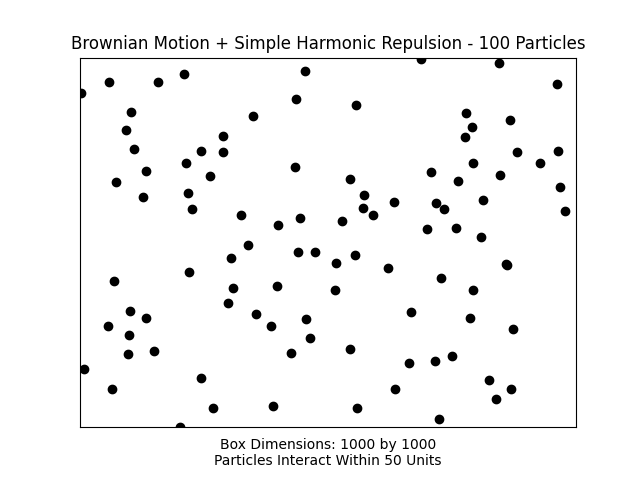 Brownian Motion + Simple Harmonic Repulsion - 100 Particles
Box Dimensions: 1000 by 1000
Particles Interact Within 50 Units